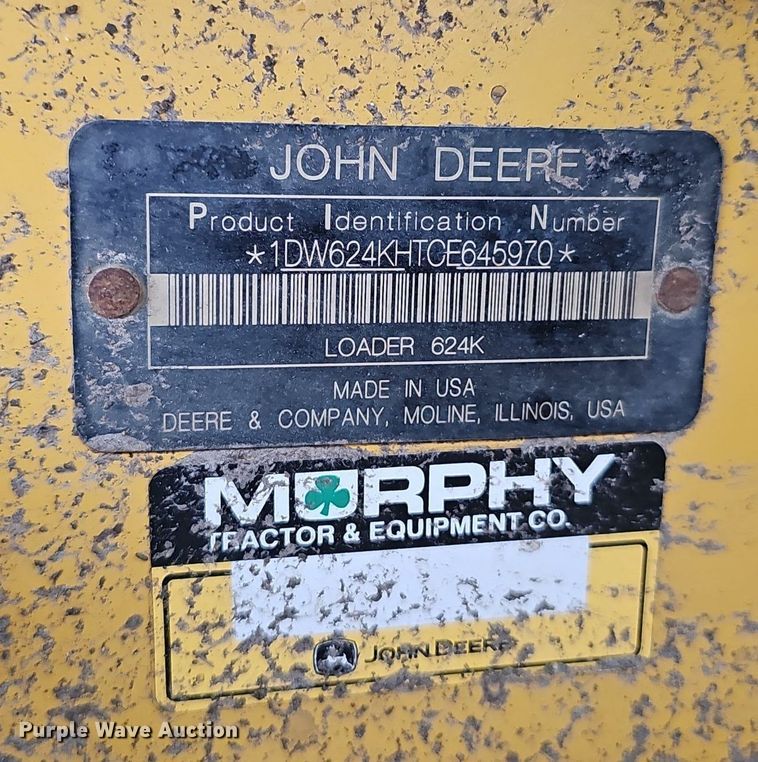 JOHN DEERE
Product Identification Number
*1DW624KHTCE645970*
LOADER 624K
MADE IN USA
DEERE & COMPANY, MOLINE, ILLINOIS, USA
MURPHY
TRACTOR & EQUIPMENT CO.
JOHN DEERE
Purple Wave Auction